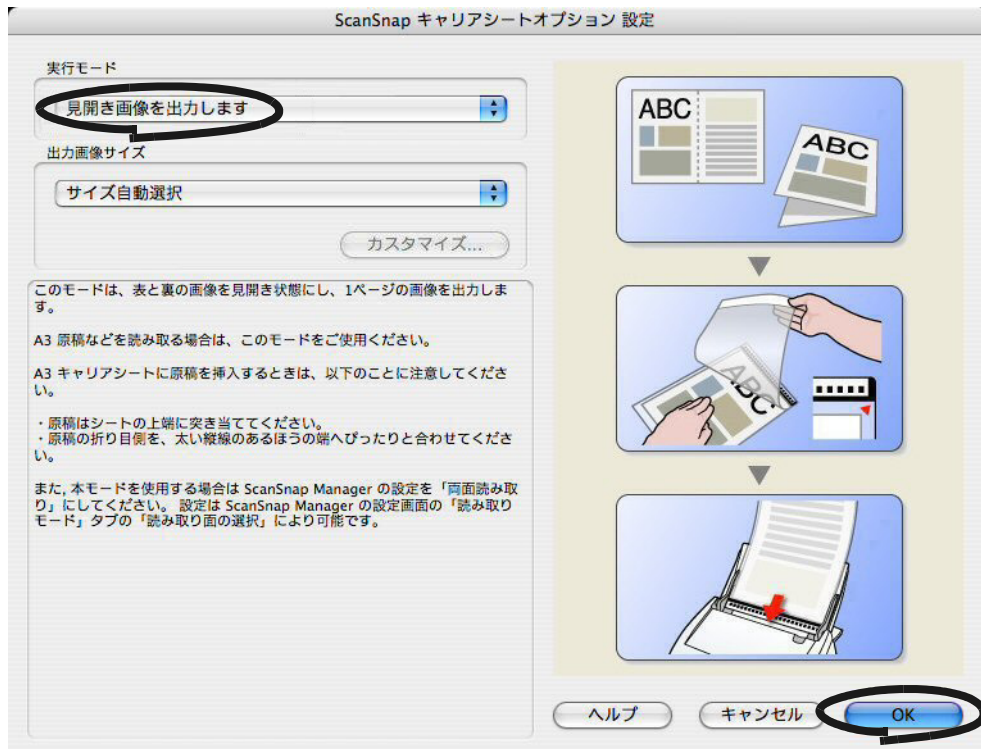 ScanSnap キャリアシートオプション 設定
実行モード
見開き画像を出力します
出力画像サイズ
サイズ自動選択
カスタマイズ...
このモードは、表と裏の画像を見開き状態にし、1ページの画像を出力しま
す。
A3 原稿などを読み取る場合は、このモードをご使用ください。
A3 キャリアシートに原稿を挿入するときは、以下のことに注意してくださ
い。
・原稿はシートの上端に突き当ててください。
・原稿の折り目側を、太い縦線のあるほうの端へぴったりと合わせてくださ
い。
また, 本モードを使用する場合は ScanSnap Manager の設定を「両面読み取
り」にしてください。 設定は ScanSnap Manager の設定画面の「読み取り
モード」タブの「読み取り面の選択」により可能です。
ABC
ABC
ABC
ヘルプ
キャンセル
OK